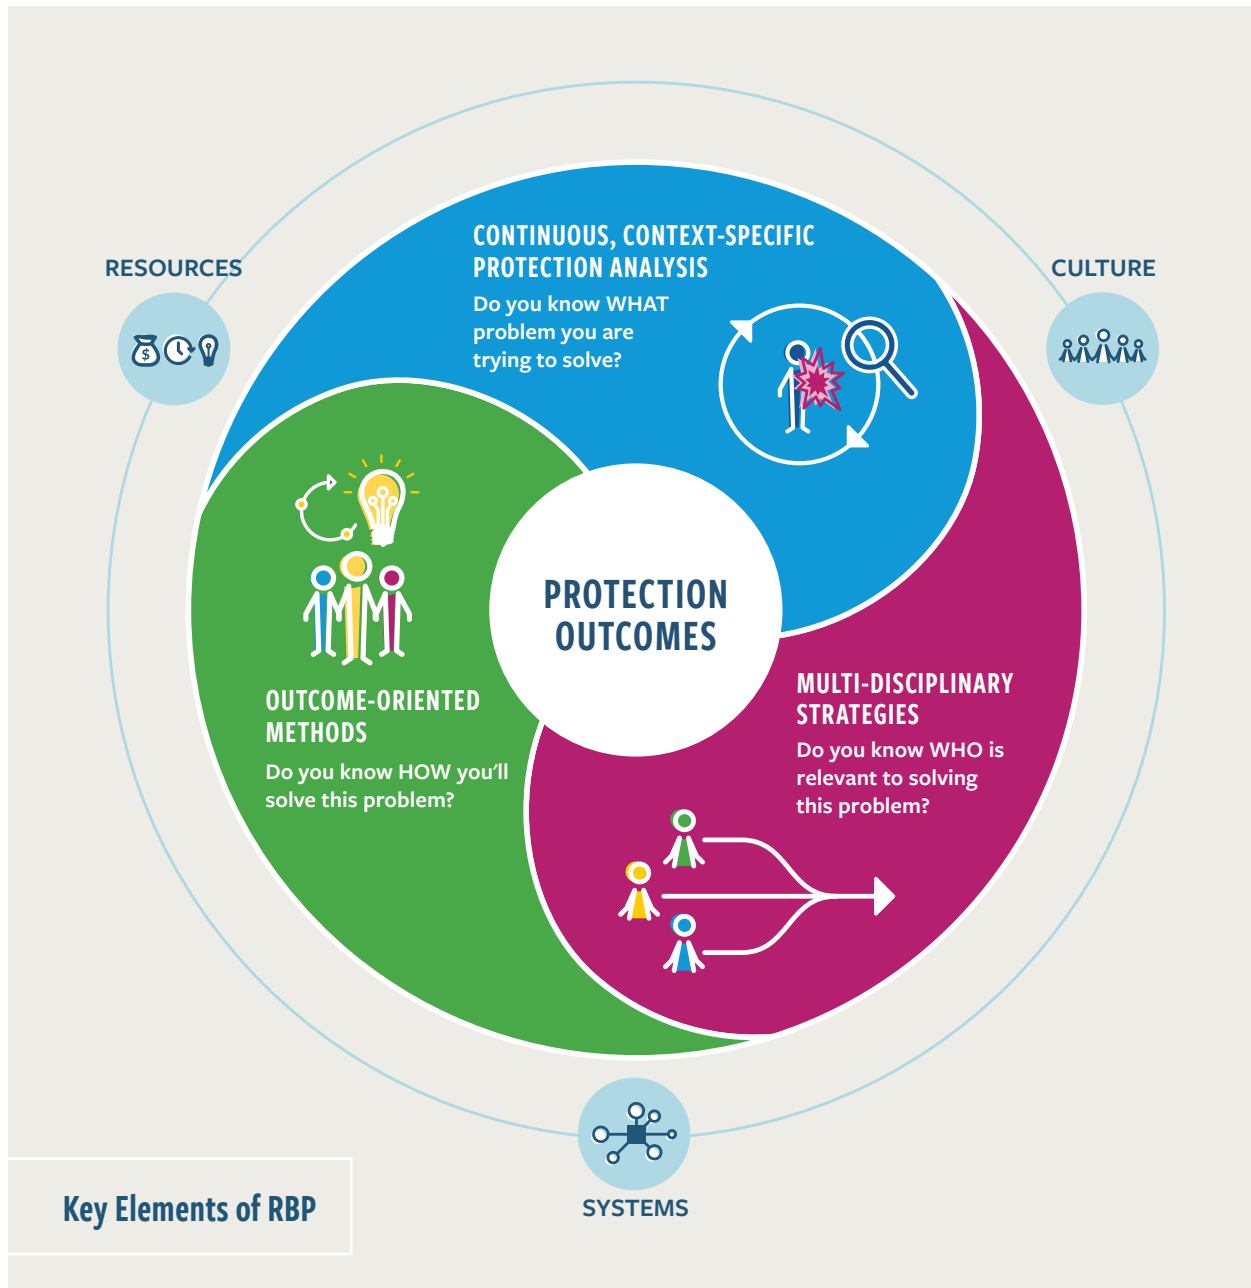 CONTINUOUS, CONTEXT-SPECIFIC
PROTECTION ANALYSIS
Do you know WHAT
problem you are
trying to solve?
RESOURCES
$
CULTURE
PROTECTION
OUTCOMES
OUTCOME-ORIENTED
METHODS
Do you know HOW you'll
solve this problem?
MULTI-DISCIPLINARY
STRATEGIES
Do you know WHO is
relevant to solving
this problem?
SYSTEMS
Key Elements of RBP